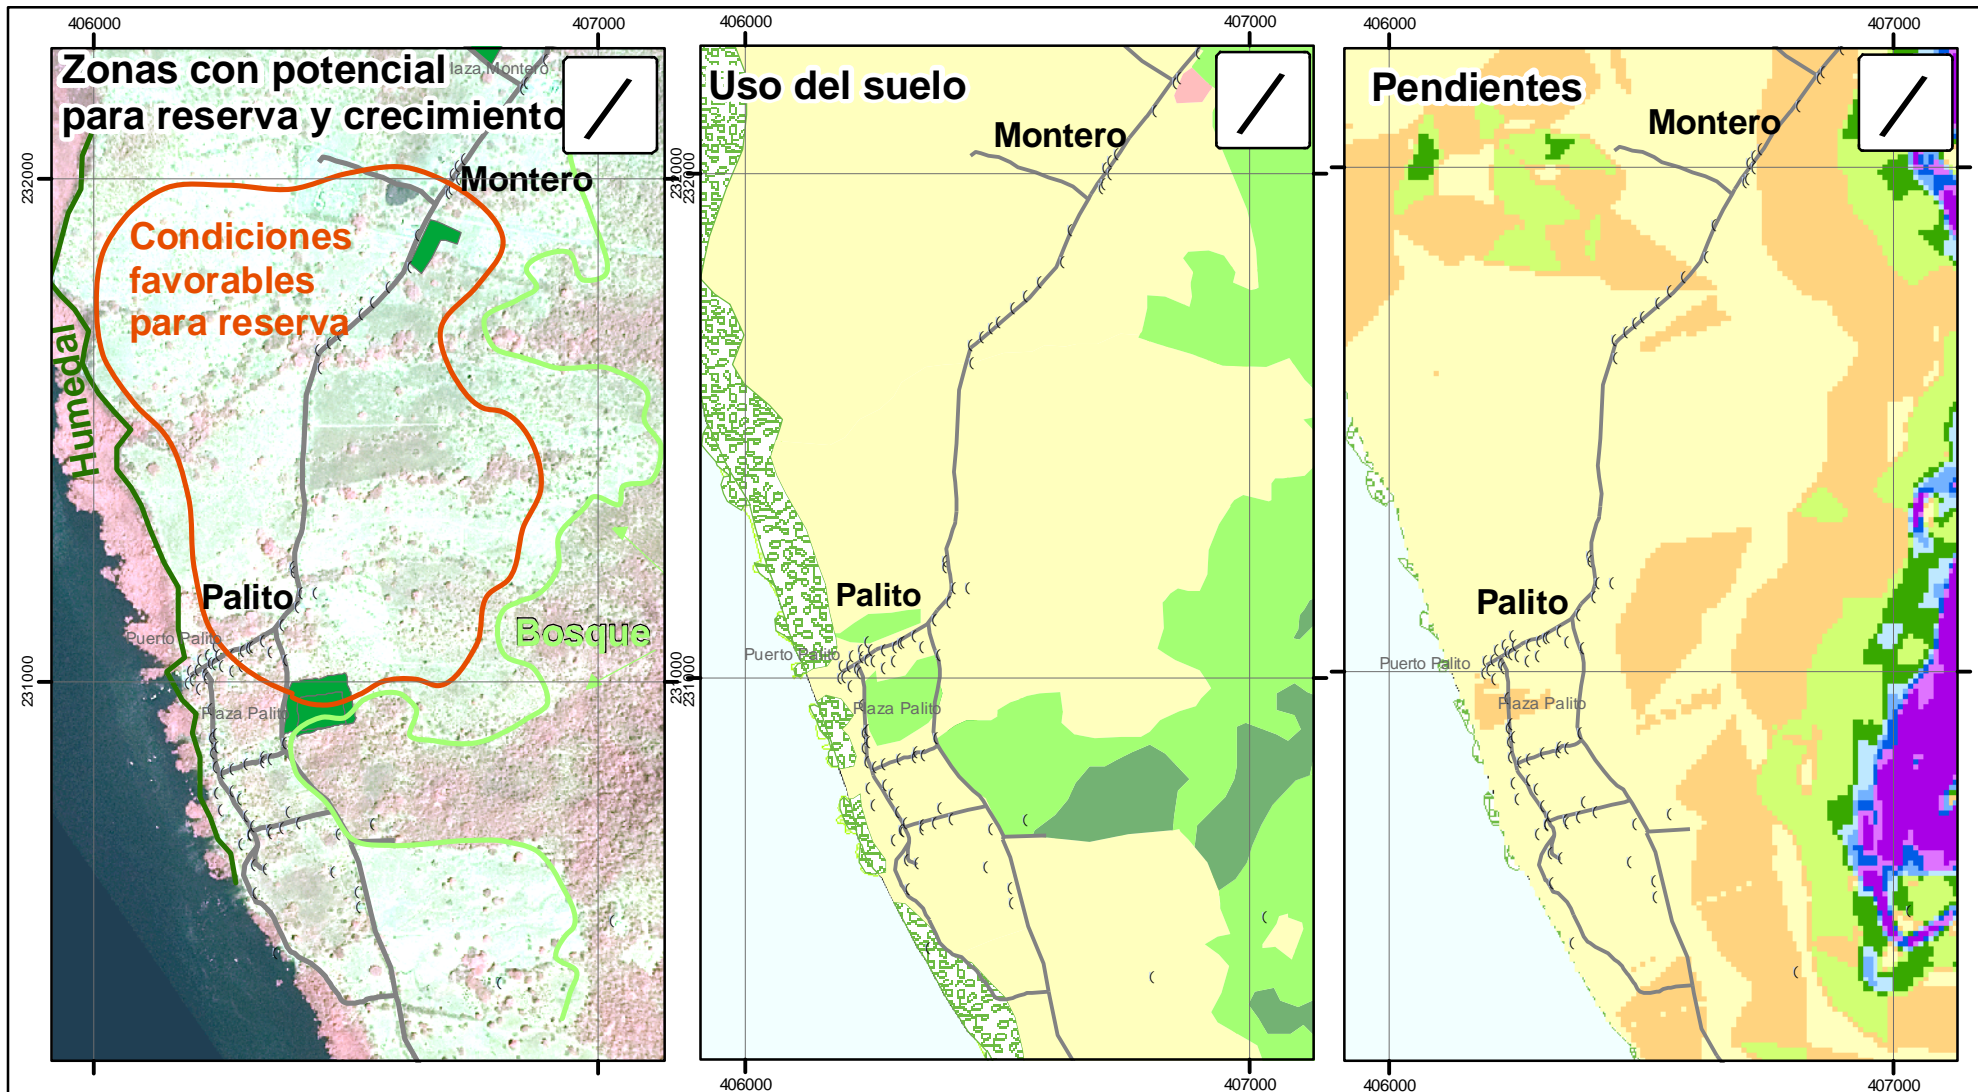 406000
407000
406000
407000
406000
407000
Zonas con potencial
para reserva y crecimiento
laza Montero
Montero
Condiciones
favorables
para reserva
Humedal
Palito
Puerto Palito
Plaza Palito
Bosque
232000
231000
Uso del suelo
Montero
Palito
Puerto Palito
Plaza Palito
232000
231000
Pendientes
Montero
Palito
Puerto Palito
Plaza Palito
406000
407000
406000
407000